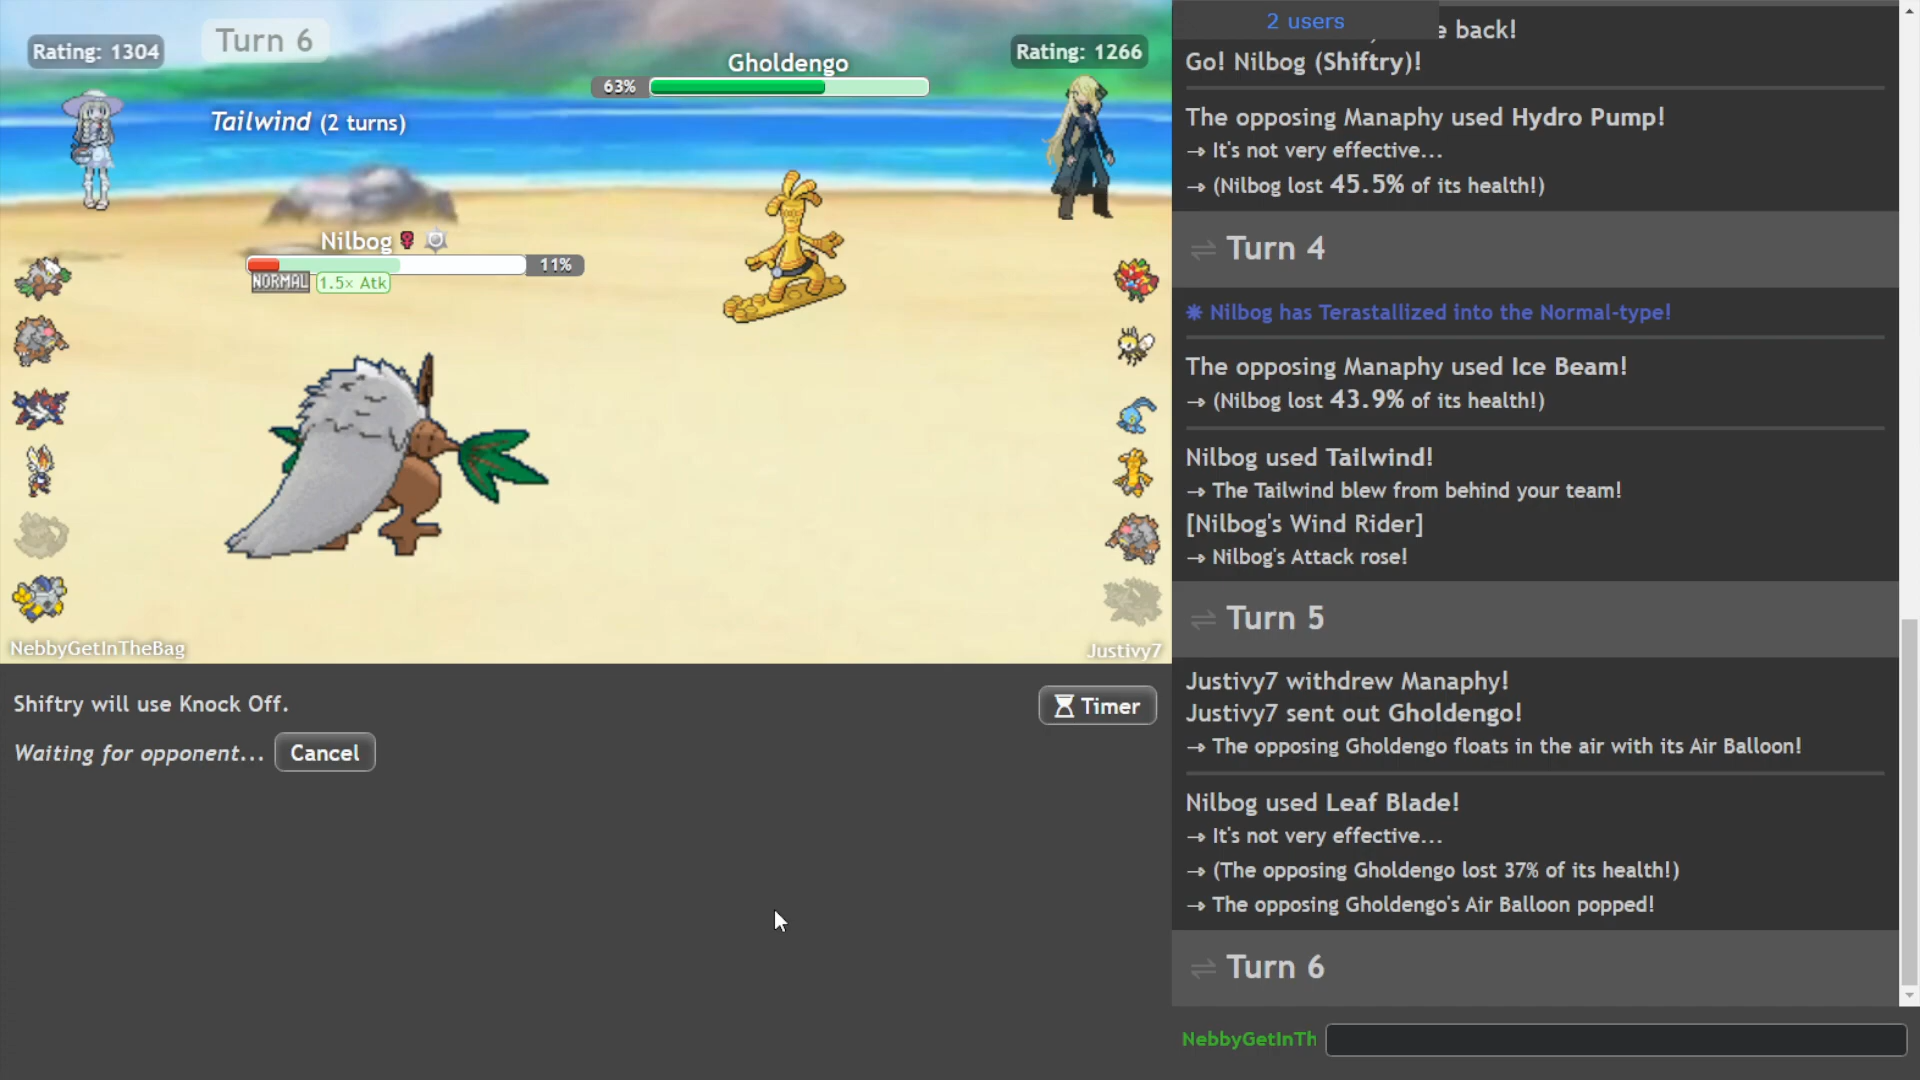 Rating: 1304
Turn 6
Tailwind (2 turns)
Gholdengo
63%
Rating: 1266
Nilbog
11%
NORMAL
1.5× Atk
NebbyGetInTheBag
Justivy7
Shiftry will use Knock Off.
Waiting for opponent...
Cancel
Timer
2 users
e back!
Go! Nilbog (Shiftry)!
The opposing Manaphy used Hydro Pump!
→ It's not very effective...
→ (Nilbog lost 45.5% of its health!)
Turn 4
Nilbog has Terastallized into the Normal-type!
The opposing Manaphy used Ice Beam!
→ (Nilbog lost 43.9% of its health!)
Nilbog used Tailwind!
→ The Tailwind blew from behind your team!
[Nilbog's Wind Rider]
→ Nilbog's Attack rose!
Turn 5
Justivy7 withdrew Manaphy!
Justivy7 sent out Gholdengo!
→ The opposing Gholdengo floats in the air with its Air Balloon!
Nilbog used Leaf Blade!
→ It's not very effective...
→ (The opposing Gholdengo lost 37% of its health!)
→ The opposing Gholdengo's Air Balloon popped!
Turn 6
NebbyGetInTh